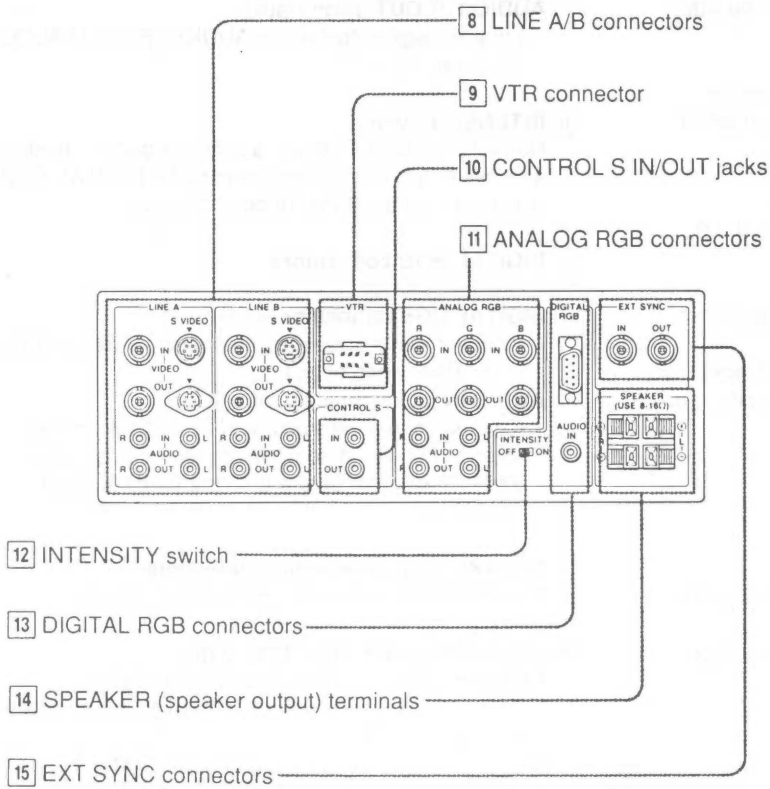 8 LINE A/B connectors
9 VTR connector
10 CONTROL S IN/OUT jacks
11 ANALOG RGB connectors
LINE A LINE B VTR ANALOG RGB DIGITAL RGB EXT SYNC
S VIDEO S VIDEO R G B IN OUT
IN IN IN IN
VIDEO VIDEO
OUT OUT OUT OUT
SPEAKER
(USE 8-16Ω)
CONTROL S
R IN L R IN L IN R IN L INTENSITY AUDIO IN R L
AUDIO AUDIO AUDIO OFF ON
R OUT L R OUT L OUT R OUT L
12 INTENSITY switch
13 DIGITAL RGB connectors
14 SPEAKER (speaker output) terminals
15 EXT SYNC connectors